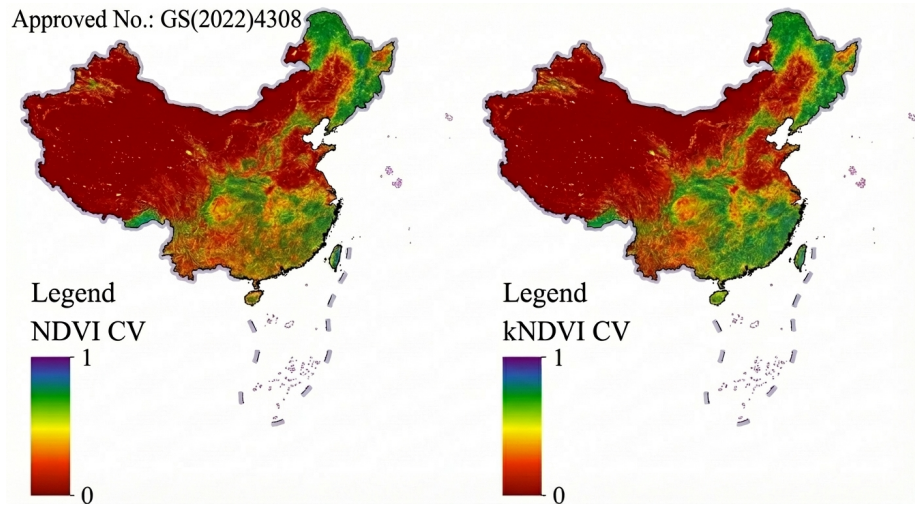 Approved No.: GS(2022)4308
Legend
NDVI CV
1
0
Legend
kNDVI CV
1
0